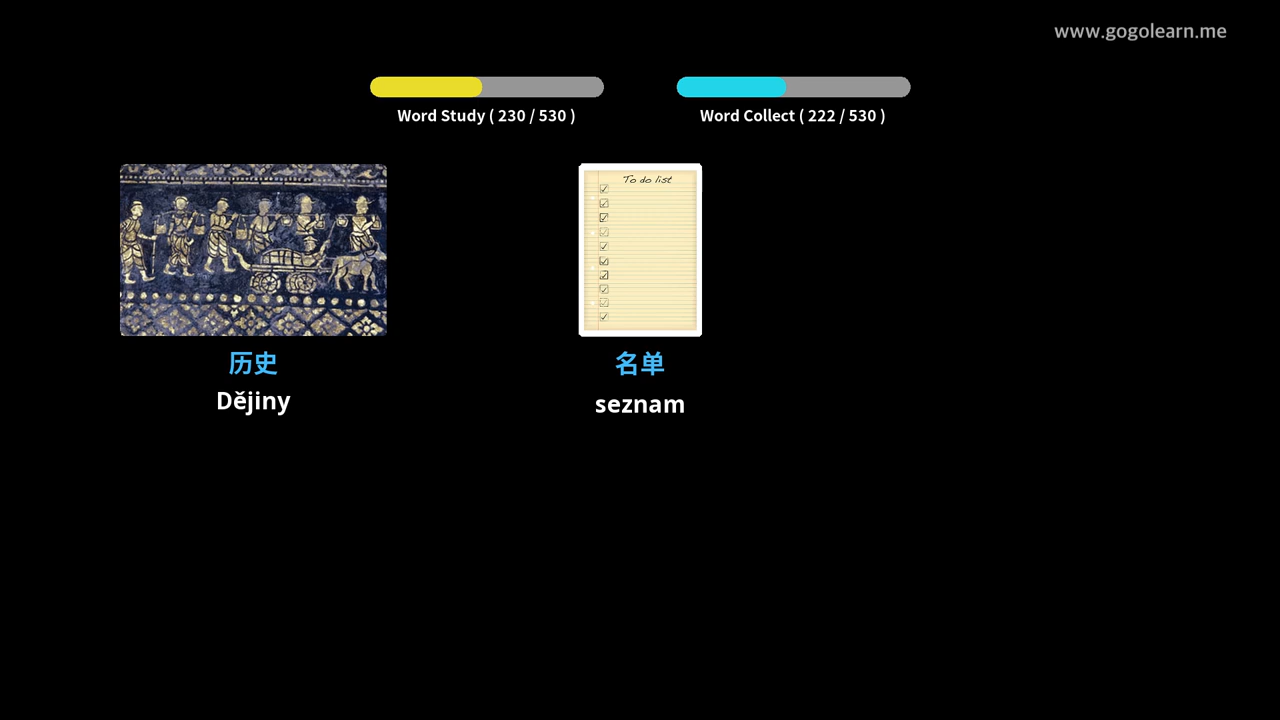 www.gogolearn.me
Word Study ( 230 / 530 )
Word Collect ( 222 / 530 )
To do list
历史
Dějiny
名单
seznam